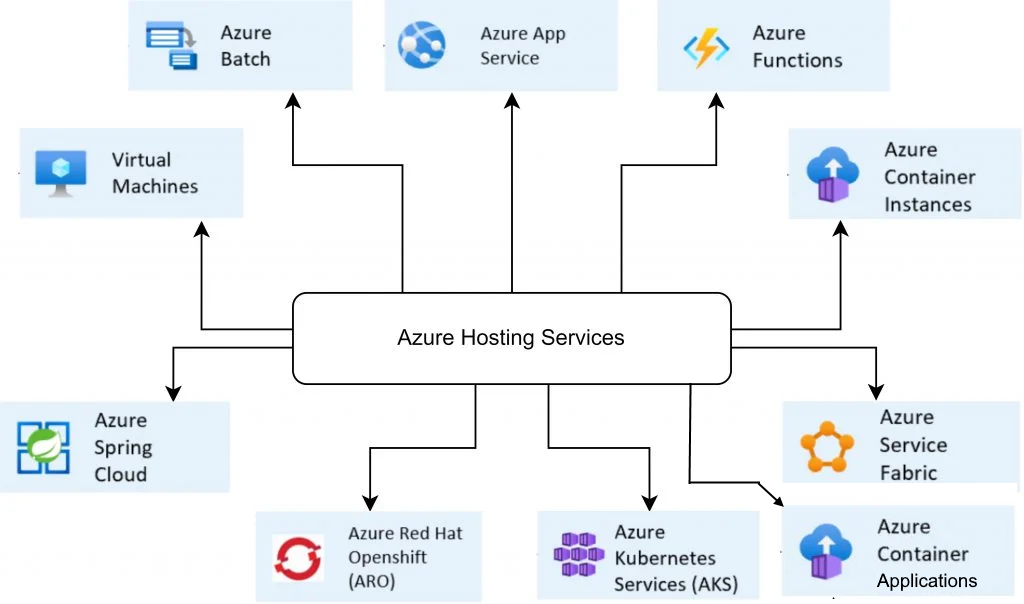 Azure
Batch
Azure App
Service
Azure
Functions
Virtual
Machines
Azure
Container
Instances
Azure Hosting Services
Azure
Spring
Cloud
Azure
Service
Fabric
Azure Red Hat
Openshift
(ARO)
Azure
Kubernetes
Services (AKS)
Azure
Container
Applications